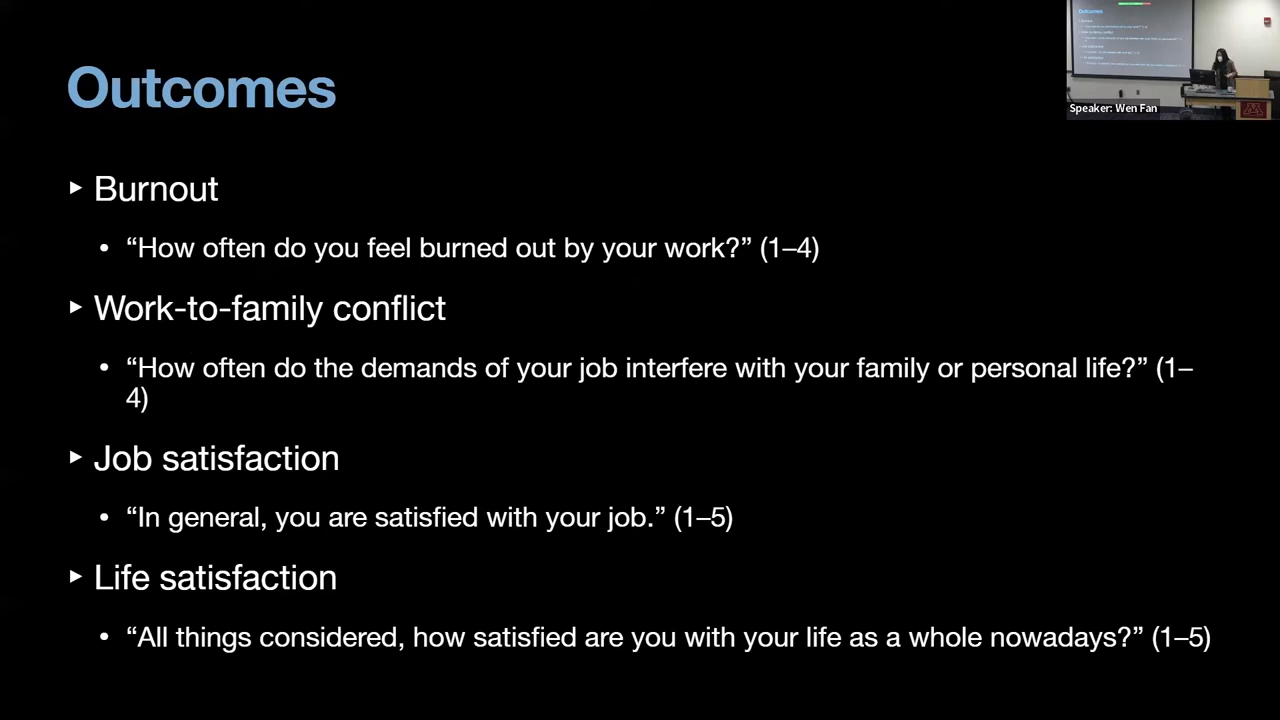 Outcomes
Speaker: Wen Fan
▸ Burnout
• “How often do you feel burned out by your work?” (1–4)
▸ Work-to-family conflict
• “How often do the demands of your job interfere with your family or personal life?” (1–
4)
▸ Job satisfaction
• “In general, you are satisfied with your job.” (1–5)
▸ Life satisfaction
• “All things considered, how satisfied are you with your life as a whole nowadays?” (1–5)
Outcomes